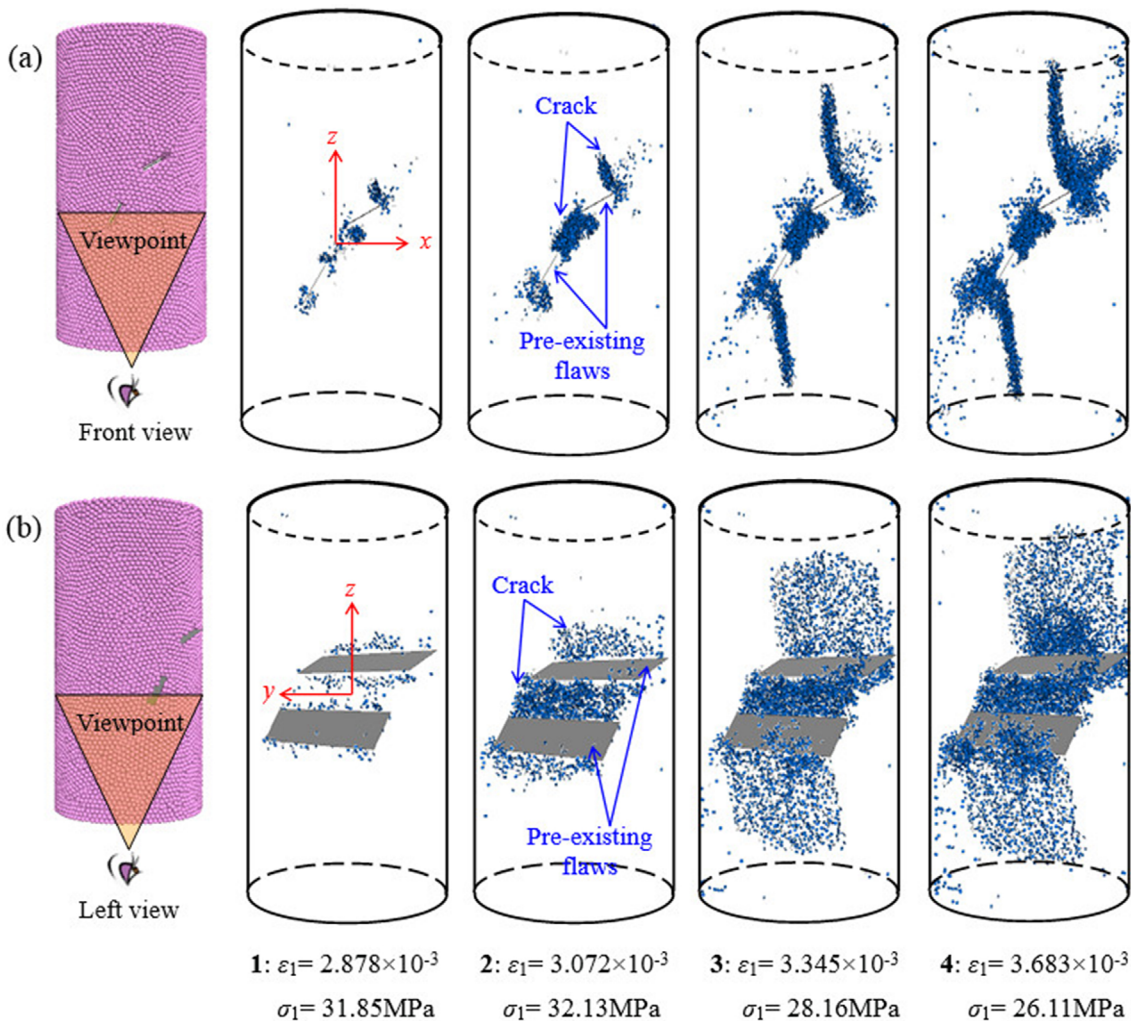 (a)
Viewpoint
Front view
z
x
Crack
Pre-existing
flaws
(b)
Viewpoint
Left view
z
y
Crack
Pre-existing
flaws
1: ε1= 2.878×10-3
σ1= 31.85MPa
2: ε1= 3.072×10-3
σ1= 32.13MPa
3: ε1= 3.345×10-3
σ1= 28.16MPa
4: ε1= 3.683×10-3
σ1= 26.11MPa